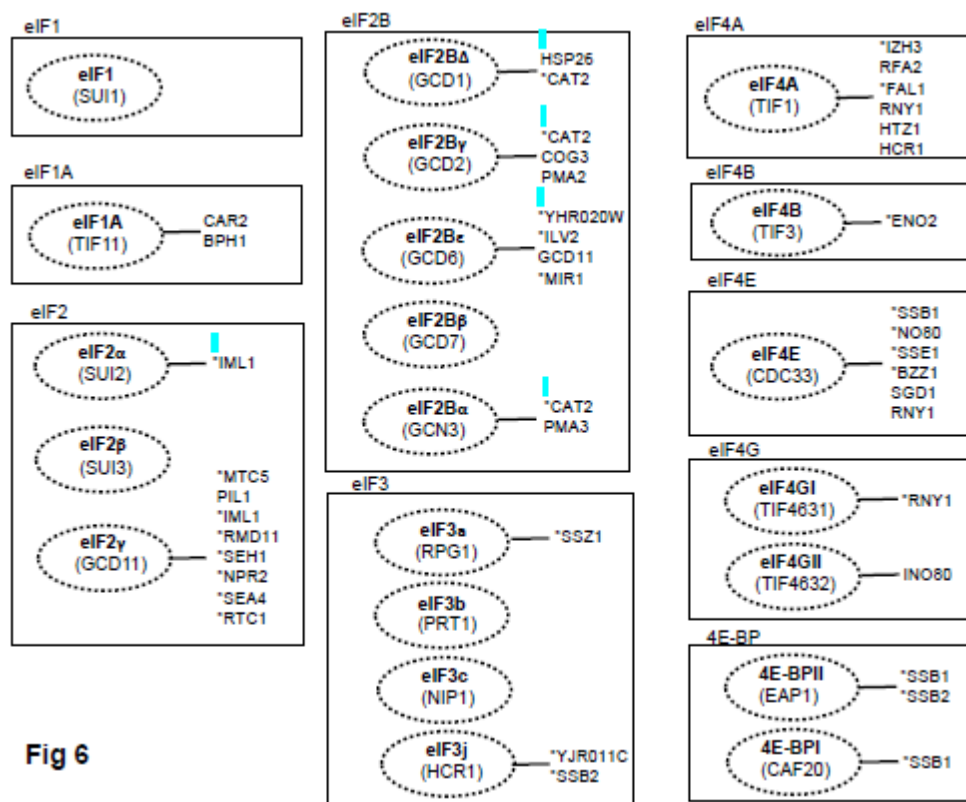 eIF1
eIF1
(SUI1)
eIF1A
eIF1A
(TIF11)
CAR2
BPH1
eIF2
eIF2α
(SUI2)
*IML1
eIF2β
(SUI3)
eIF2γ
(GCD11)
*MTC5
PIL1
*IML1
*RMD11
*SEH1
*NPR2
*SEA4
*RTC1
Fig 6
eIF2B
eIF2BΔ
(GCD1)
HSP26
*CAT2
eIF2Bγ
(GCD2)
*CAT2
COG3
PMA2
eIF2Bε
(GCD6)
*YHR020W
*ILV2
GCD11
*MIR1
eIF2Bβ
(GCD7)
eIF2Bα
(GCN3)
*CAT2
PMA3
eIF3
eIF3a
(RPG1)
*SSZ1
eIF3b
(PRT1)
eIF3c
(NIP1)
eIF3j
(HCR1)
*YJR011C
*SSB2
eIF4A
eIF4A
(TIF1)
*IZH3
RFA2
*FAL1
RNY1
HTZ1
HCR1
eIF4B
eIF4B
(TIF3)
*ENO2
eIF4E
eIF4E
(CDC33)
*SSB1
*NO80
*SSE1
*BZZ1
SGD1
RNY1
eIF4G
eIF4GI
(TIF4631)
*RNY1
eIF4GII
(TIF4632)
INO80
4E-BP
4E-BPII
(EAP1)
*SSB1
*SSB2
4E-BPI
(CAF20)
*SSB1